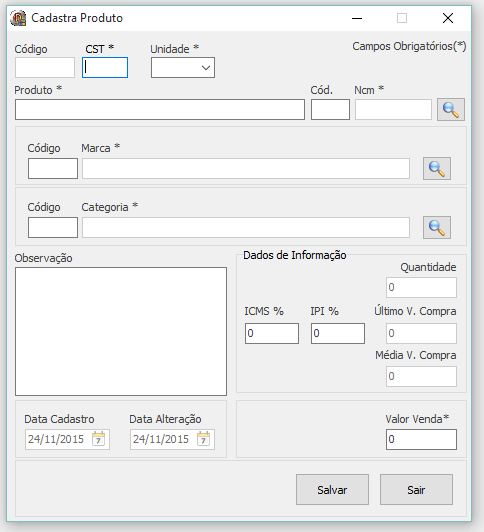 Cadastra Produto
Código CST * Unidade * Campos Obrigatórios(*)
Produto * Cód. Ncm *
Código Marca *
Código Categoria *
Observação Dados de Informação
Quantidade
0
ICMS % IPI % Último V. Compra
0 0 0
Média V. Compra
0
Data Cadastro Data Alteração Valor Venda*
24/11/2015 7 24/11/2015 7 0
Salvar Sair